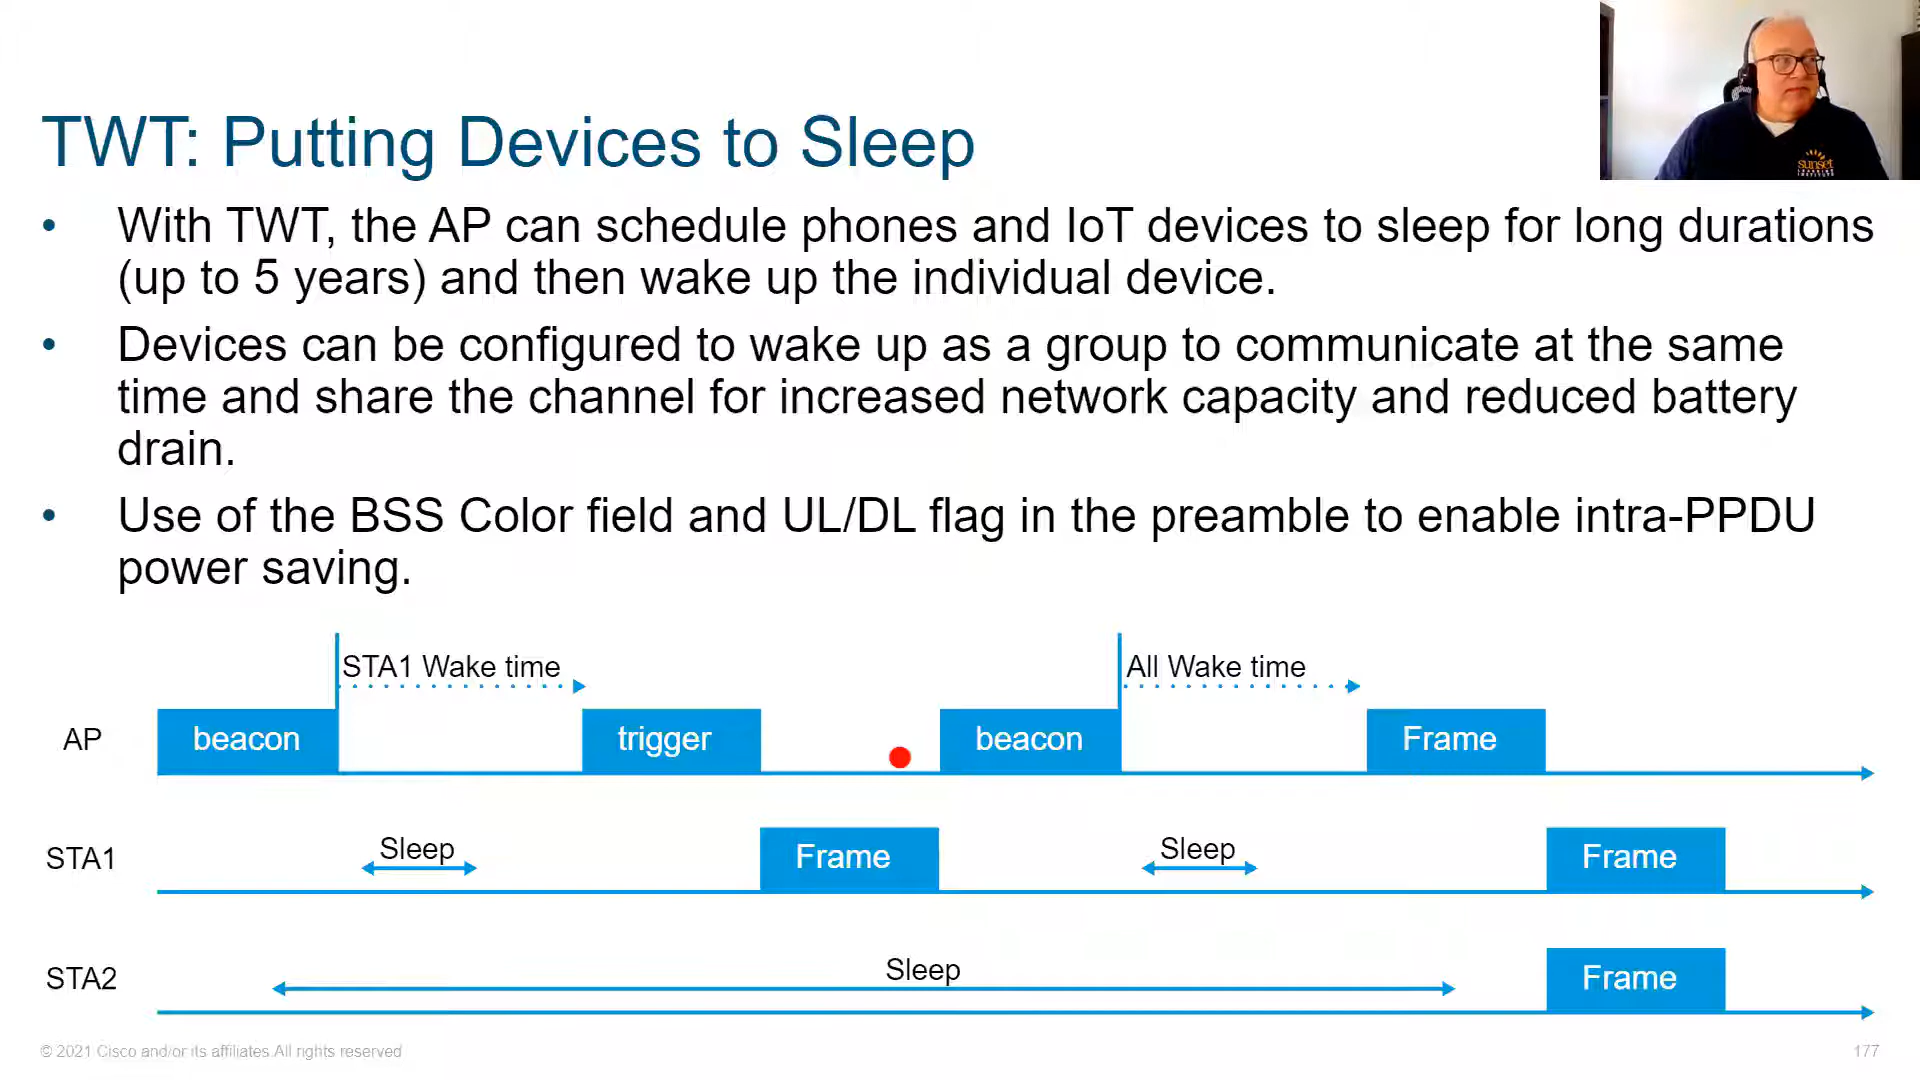 sunset
LEARNING
INSTITUTE
TWT: Putting Devices to Sleep
• With TWT, the AP can schedule phones and IoT devices to sleep for long durations
(up to 5 years) and then wake up the individual device.
• Devices can be configured to wake up as a group to communicate at the same
time and share the channel for increased network capacity and reduced battery
drain.
• Use of the BSS Color field and UL/DL flag in the preamble to enable intra-PPDU
power saving.
STA1 Wake time
All Wake time
AP
beacon
trigger
beacon
Frame
STA1
Sleep
Frame
Sleep
Frame
STA2
Sleep
Frame
© 2021 Cisco and/or its affiliates. All rights reserved
177